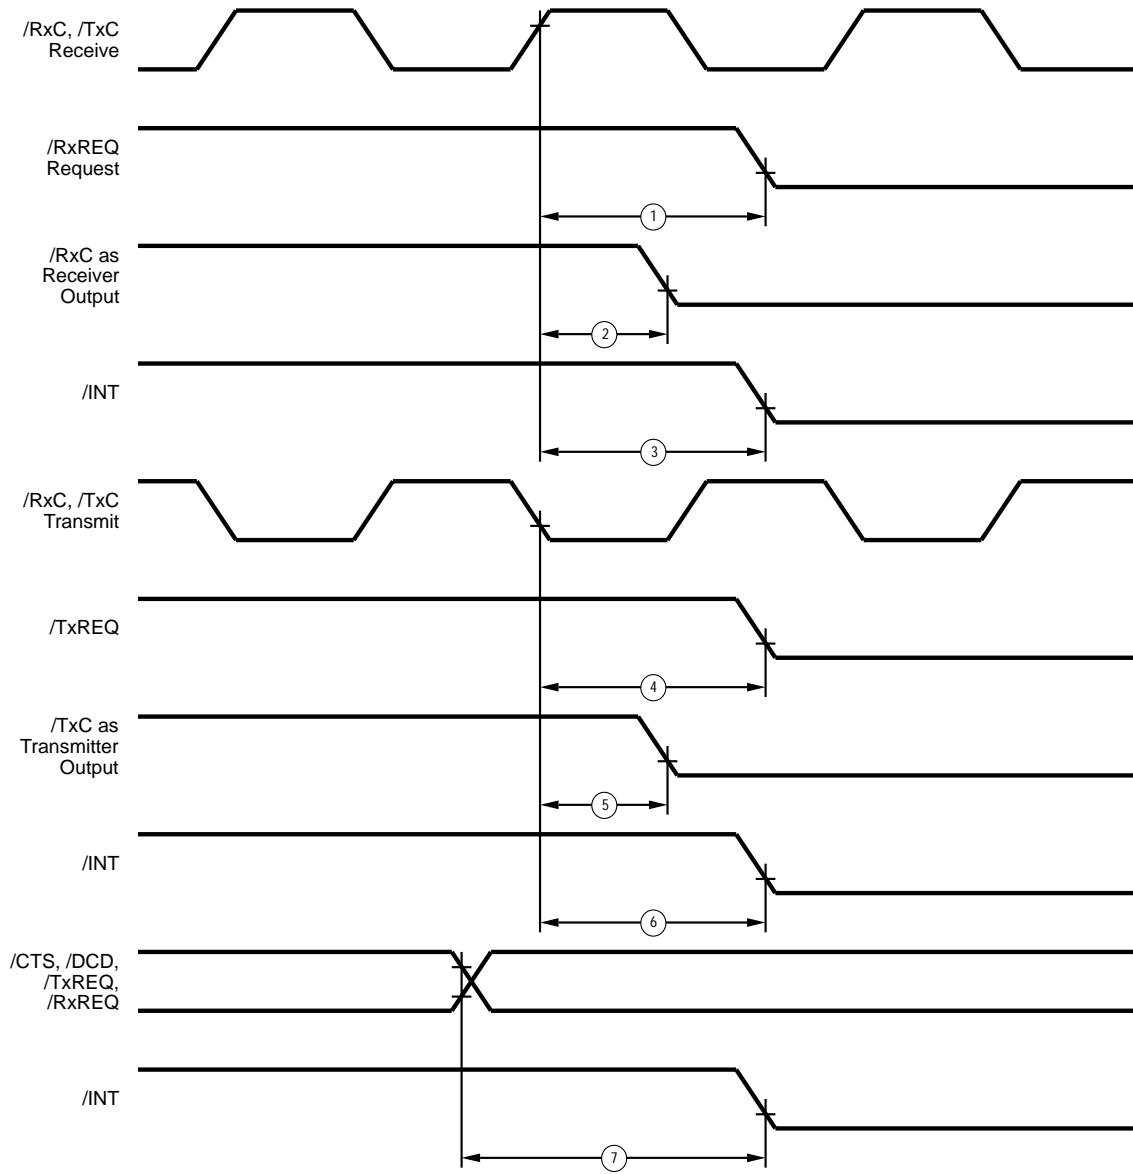 /RxC, /TxC
Receive
/RxREQ
Request
1
/RxC as
Receiver
Output
2
/INT
3
/RxC, /TxC
Transmit
/TxREQ
4
/TxC as
Transmitter
Output
5
/INT
6
/CTS, /DCD,
/TxREQ,
/RxREQ
/INT
7